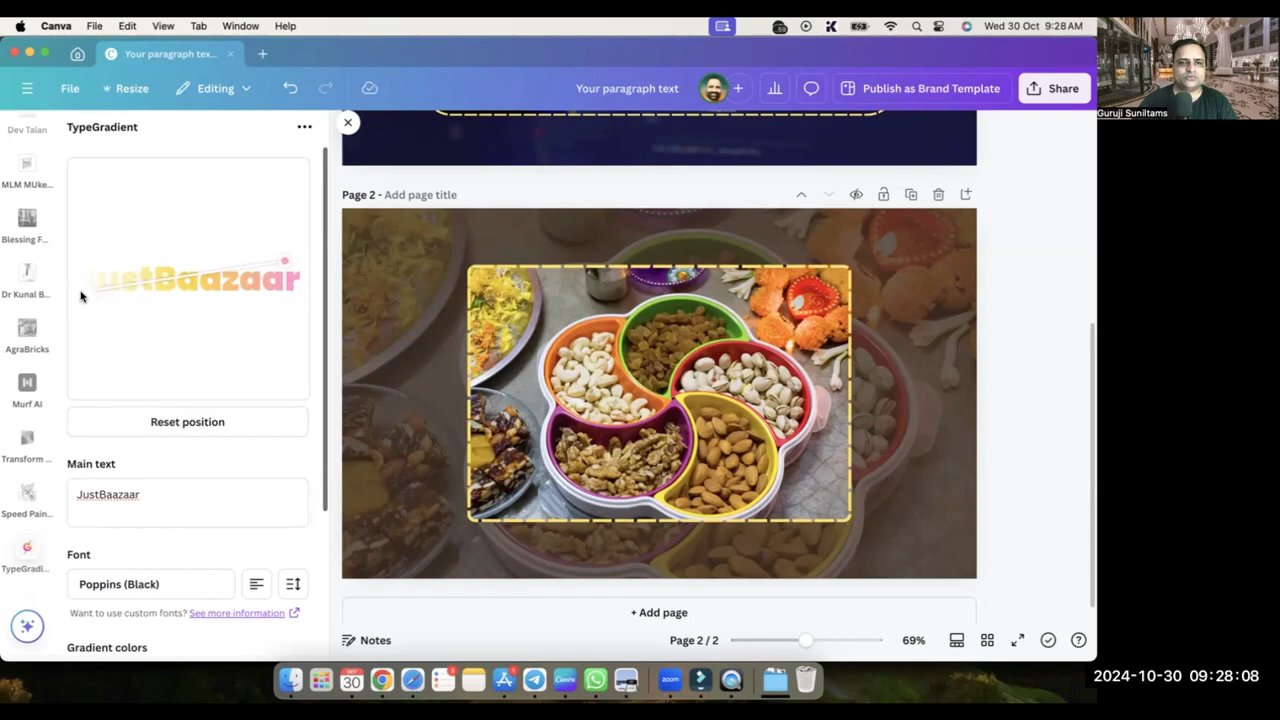 Canva File Edit View Tab Window Help Wed 30 Oct 9:28 AM
Your paragraph tex...
File Resize Editing Your paragraph text Publish as Brand Template Share
Guruji Suniltams
Dev Talan
TypeGradient
MLM MUke...
Page 2 - Add page title
Blessing F...
JustBaazaar
Dr Kunal B...
AgraBricks
Murf AI
Reset position
Transform ...
Main text
JustBaazaar
Speed Pain...
Font
TypeGradi...
Poppins (Black)
Want to use custom fonts? See more information
+ Add page
Notes Page 2 / 2 69%
Gradient colors
OCT
30
zoom
2024-10-30 09:28:08